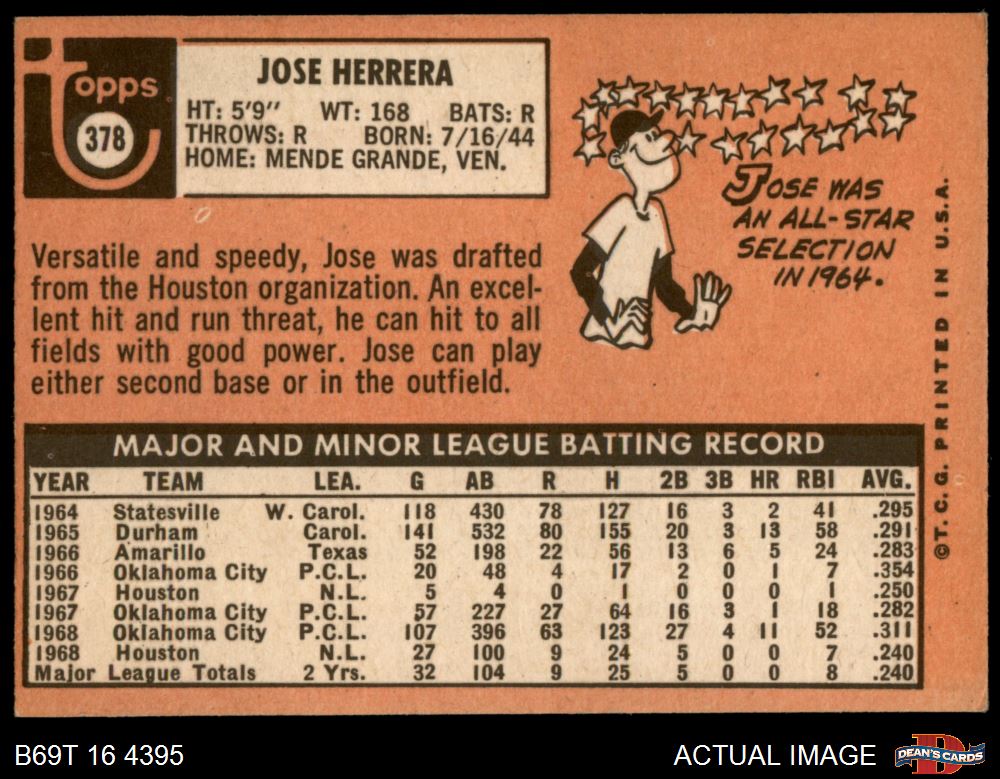 topps
378
JOSE HERRERA
HT: 5'9" WT: 168 BATS: R
THROWS: R BORN: 7/16/44
HOME: MENDE GRANDE, VEN.
Versatile and speedy, Jose was drafted
from the Houston organization. An excel-
lent hit and run threat, he can hit to all
fields with good power. Jose can play
either second base or in the outfield.
JOSE WAS
AN ALL-STAR
SELECTION
IN 1964.
©T.C.G. PRINTED IN U.S.A.
MAJOR AND MINOR LEAGUE BATTING RECORD
YEAR TEAM LEA. G AB R H 2B 3B HR RBI AVG.
1964 Statesville W. Carol. 118 430 78 127 16 3 2 41 .295
1965 Durham Carol. 141 532 80 155 20 3 13 58 .291
1966 Amarillo Texas 52 198 22 56 13 6 5 24 .283
1966 Oklahoma City P.C.L. 20 48 4 17 2 0 1 7 .354
1967 Houston N.L. 5 4 0 1 0 0 0 1 .250
1967 Oklahoma City P.C.L. 57 227 27 64 16 3 1 18 .282
1968 Oklahoma City P.C.L. 107 396 63 123 27 4 11 52 .311
1968 Houston N.L. 27 100 9 24 5 0 0 7 .240
Major League Totals 2 Yrs. 32 104 9 25 5 0 0 8 .240
B69T 16 4395
ACTUAL IMAGE
DEAN'S CARDS